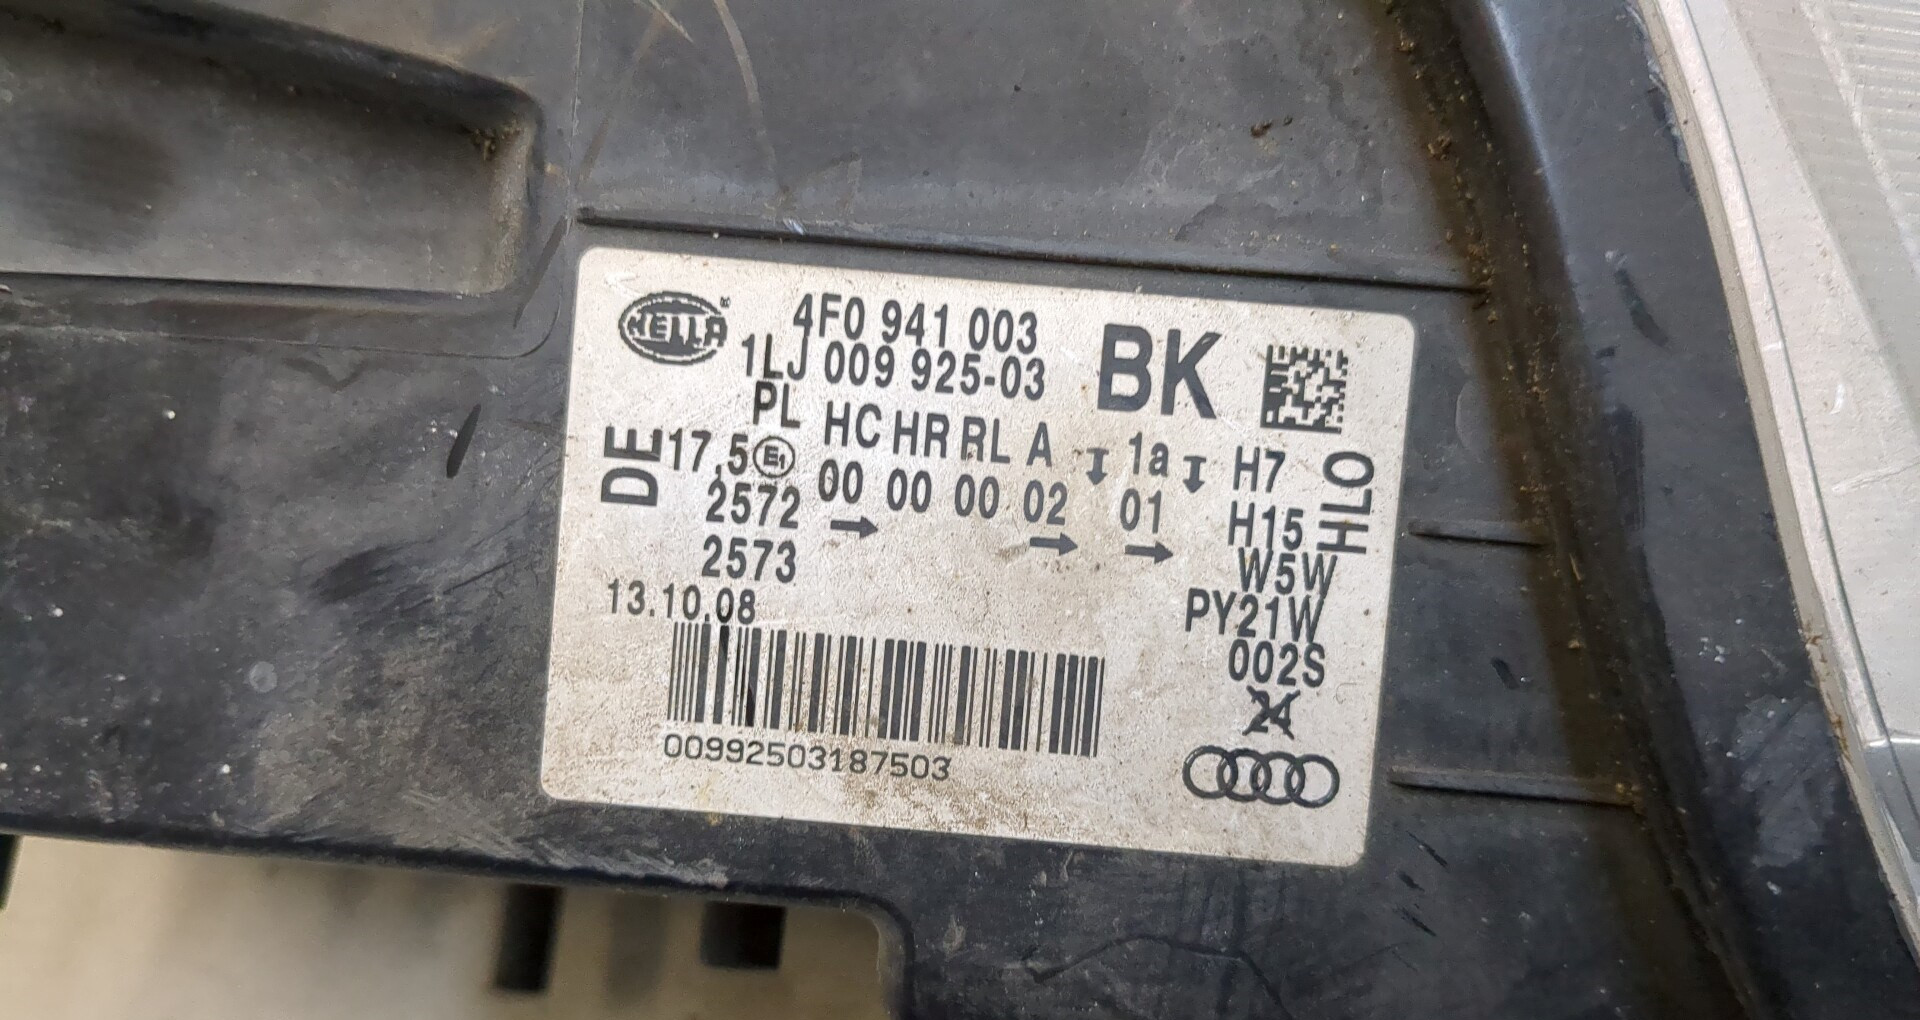 HELLA ®
4F0 941 003
1LJ 009 925-03
BK
PL HC HR RL A 1a H7
DE 17,5 E1 00 00 00 02 01 H15
HLO
2572 → W5W
2573 → → PY21W
13.10.08 002S
24
00992503187503